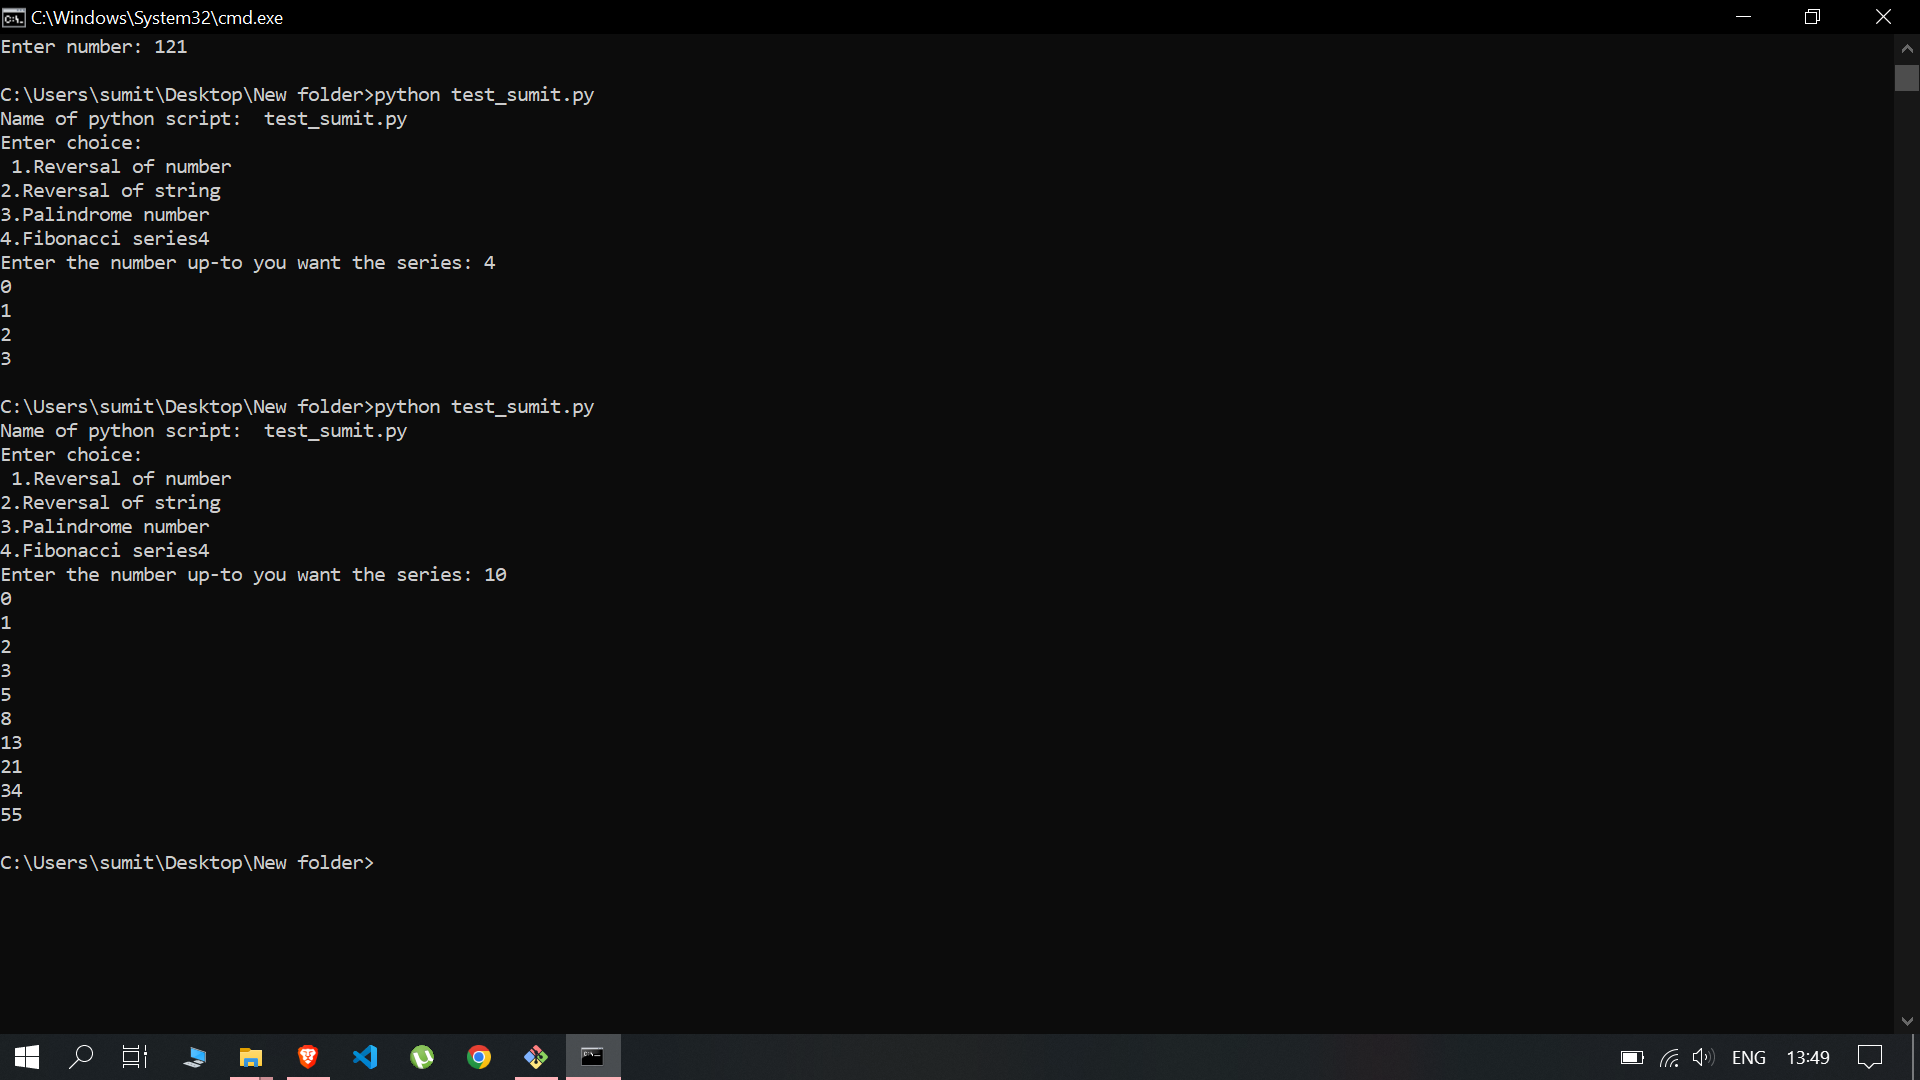 C:\Windows\System32\cmd.exe
Enter number: 121
C:\Users\sumit\Desktop\New folder>python test_sumit.py
Name of python script:  test_sumit.py
Enter choice:
 1.Reversal of number
2.Reversal of string
3.Palindrome number
4.Fibonacci series4
Enter the number up-to you want the series: 4
0
1
2
3
C:\Users\sumit\Desktop\New folder>python test_sumit.py
Name of python script:  test_sumit.py
Enter choice:
 1.Reversal of number
2.Reversal of string
3.Palindrome number
4.Fibonacci series4
Enter the number up-to you want the series: 10
0
1
2
3
5
8
13
21
34
55
C:\Users\sumit\Desktop\New folder>
ENG 13:49